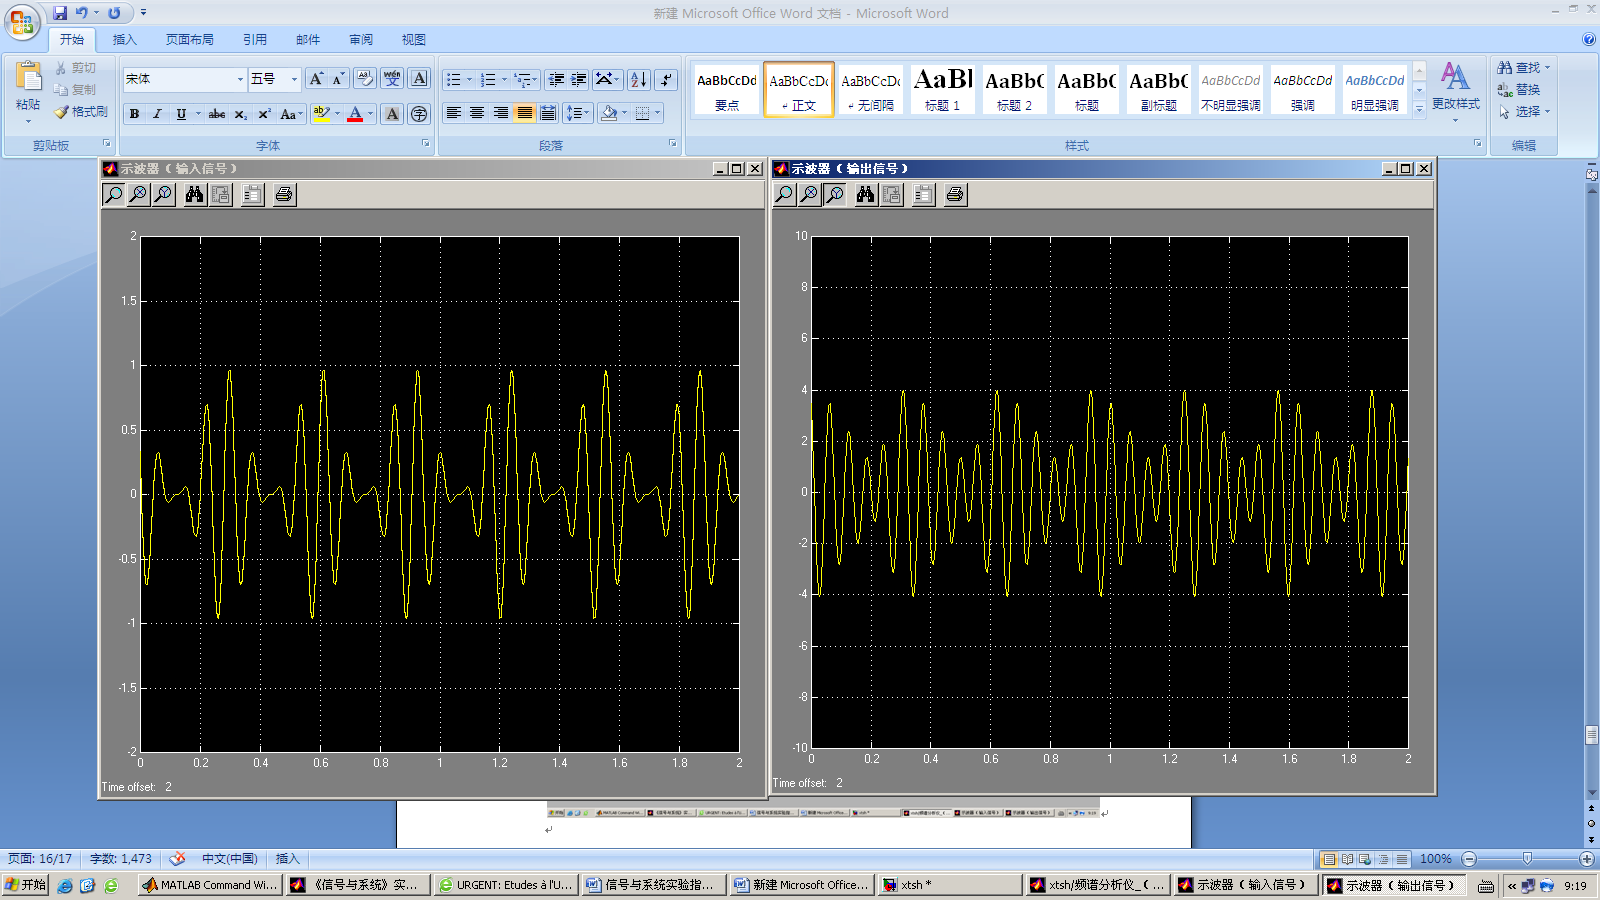 新建 Microsoft Office Word 文档 - Microsoft Word
开始 插入 页面布局 引用 邮件 审阅 视图
粘贴 剪切 复制 格式刷
宋体 五号
AaBbCcDd AaBbCcDc AaBbCcDc AaBl AaBbC AaBbC AaBbC AaBbCcDd AaBbCcDd AaBbCcDd
要点 ↲ 正文 ↲ 无间隔 标题 1 标题 2 标题 副标题 不明显强调 强调 明显强调
更改样式
查找
替换
选择
剪贴板 字体 段落 样式 编辑
示波器（输入信号）
2
1.5
1
0.5
0
-0.5
-1
-1.5
-2
0 0.2 0.4 0.6 0.8 1 1.2 1.4 1.6 1.8 2
Time offset: 2
示波器（输出信号）
10
8
6
4
2
0
-2
-4
-6
-8
-10
0 0.2 0.4 0.6 0.8 1 1.2 1.4 1.6 1.8 2
Time offset: 2
页面: 16/17 字数: 1,473 中文(中国) 插入 100%
开始 MATLAB Command Wi... 《信号与系统》实... URGENT: Etudes à l'U... 信号与系统实验指... 新建 Microsoft Office... xtsh * xtsh/频谱分析仪_（... 示波器（输入信号） 示波器（输出信号） 9:19